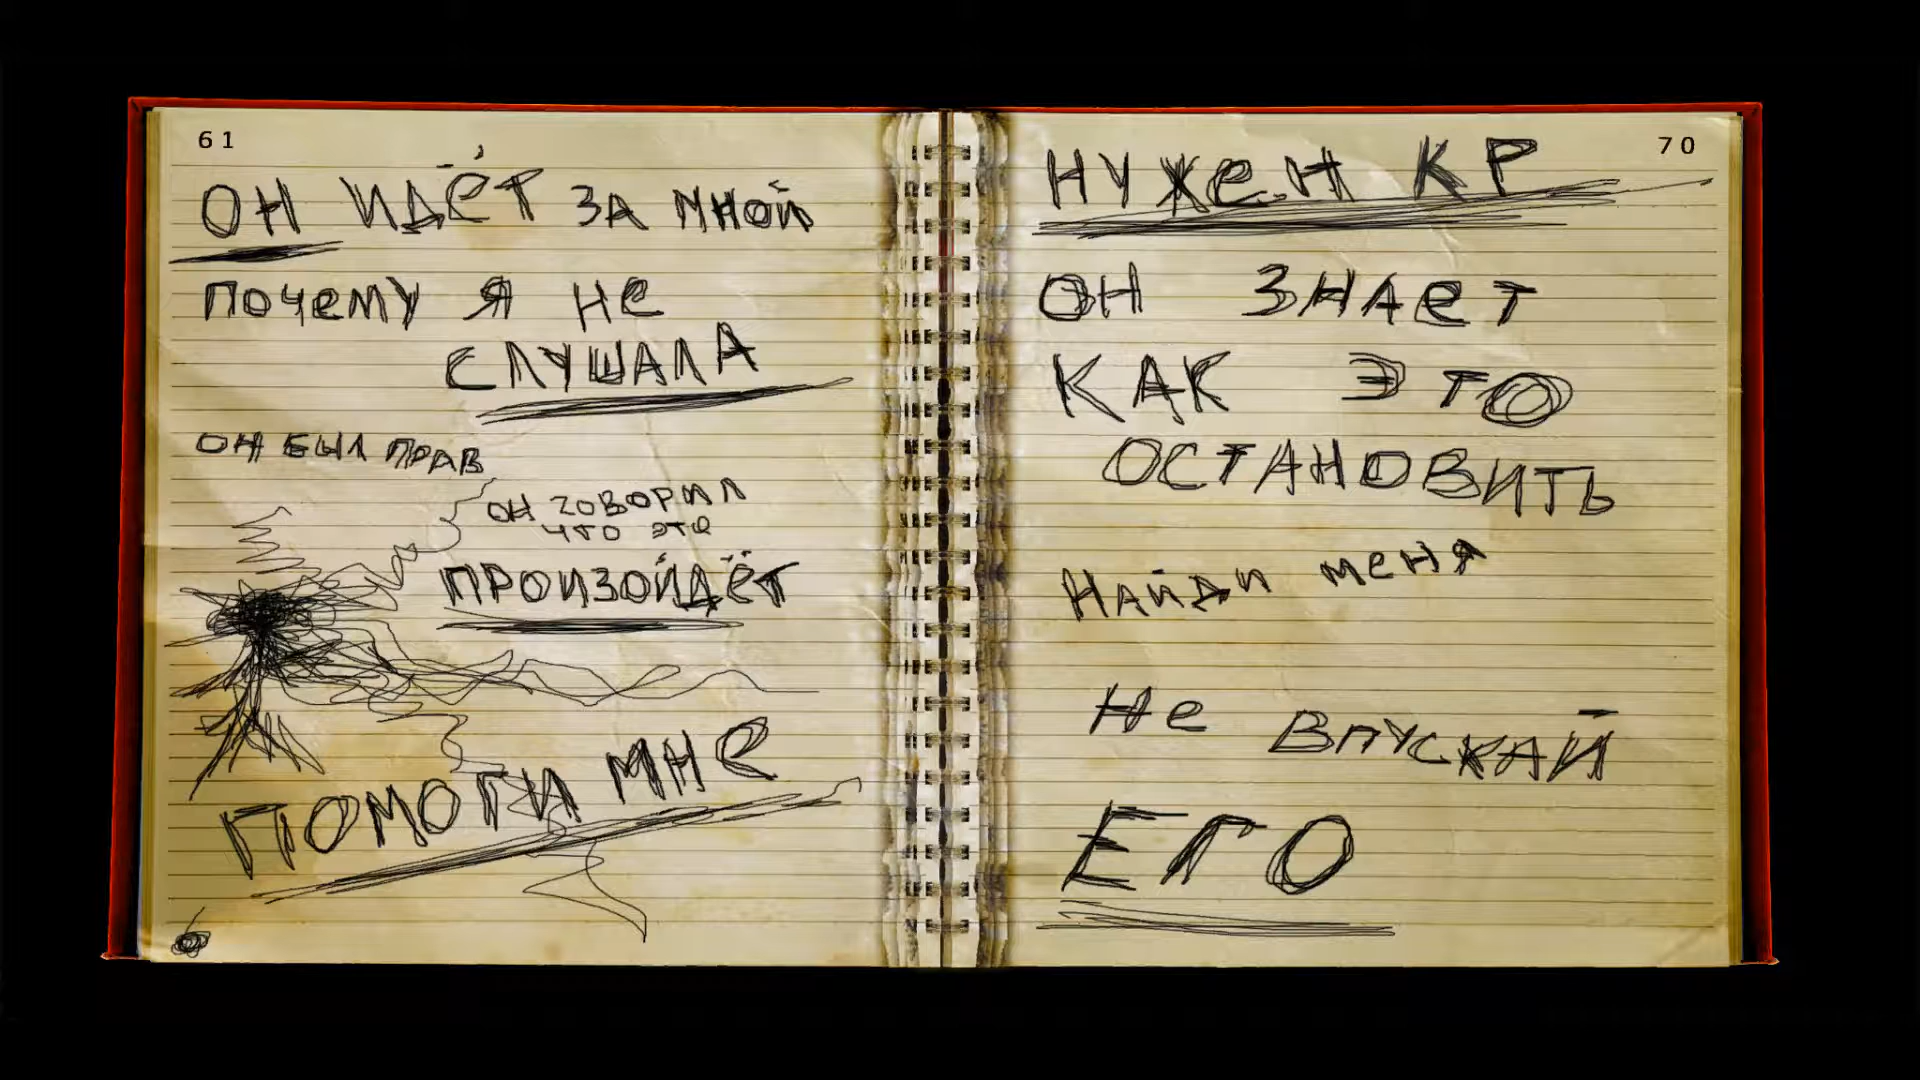 61
ОН ИДЁТ ЗА МНОЙ
ПОЧЕМУ Я НЕ
СЛУШАЛА
ОН БЫЛ ПРАВ
ОН ГОВОРИЛ
ЧТО ЭТО
ПРОИЗОЙДЁТ
ПОМОГИ МНЕ
70
НУЖЕН КР
ОН ЗНАЕТ
КАК ЭТО
ОСТАНОВИТЬ
НАЙДИ МЕНЯ
НЕ ВПУСКАЙ
ЕГО